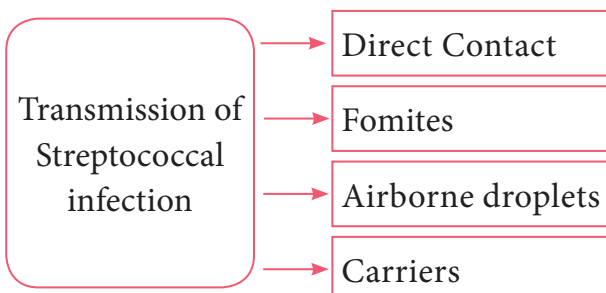 Transmission of
Streptococcal
infection
Direct Contact
Fomites
Airborne droplets
Carriers